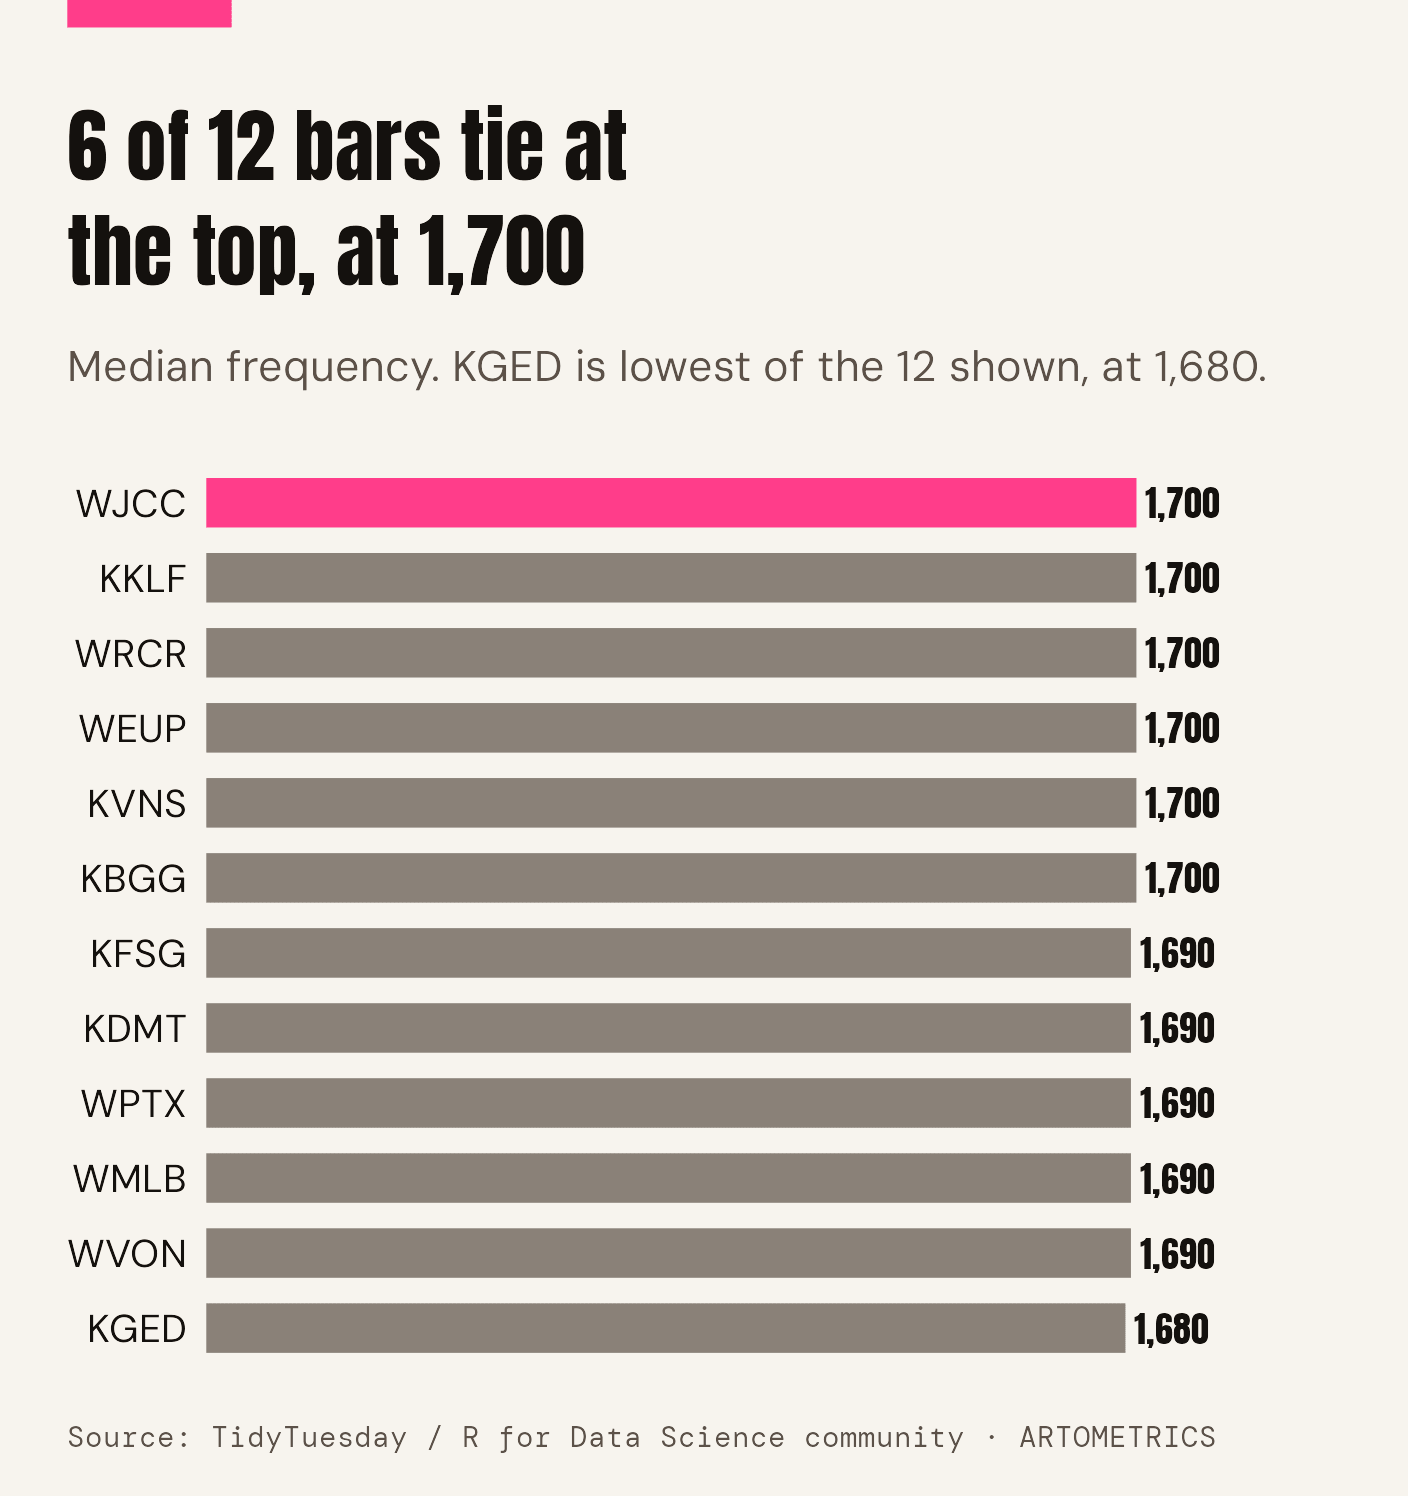 6 of 12 bars tie at
the top, at 1,700
Median frequency. KGED is lowest of the 12 shown, at 1,680.
WJCC 1,700
KKLF 1,700
WRCR 1,700
WEUP 1,700
KVNS 1,700
KBGG 1,700
KFSG 1,690
KDMT 1,690
WPTX 1,690
WMLB 1,690
WVON 1,690
KGED 1,680
Source: TidyTuesday / R for Data Science community · ARTOMETRICS